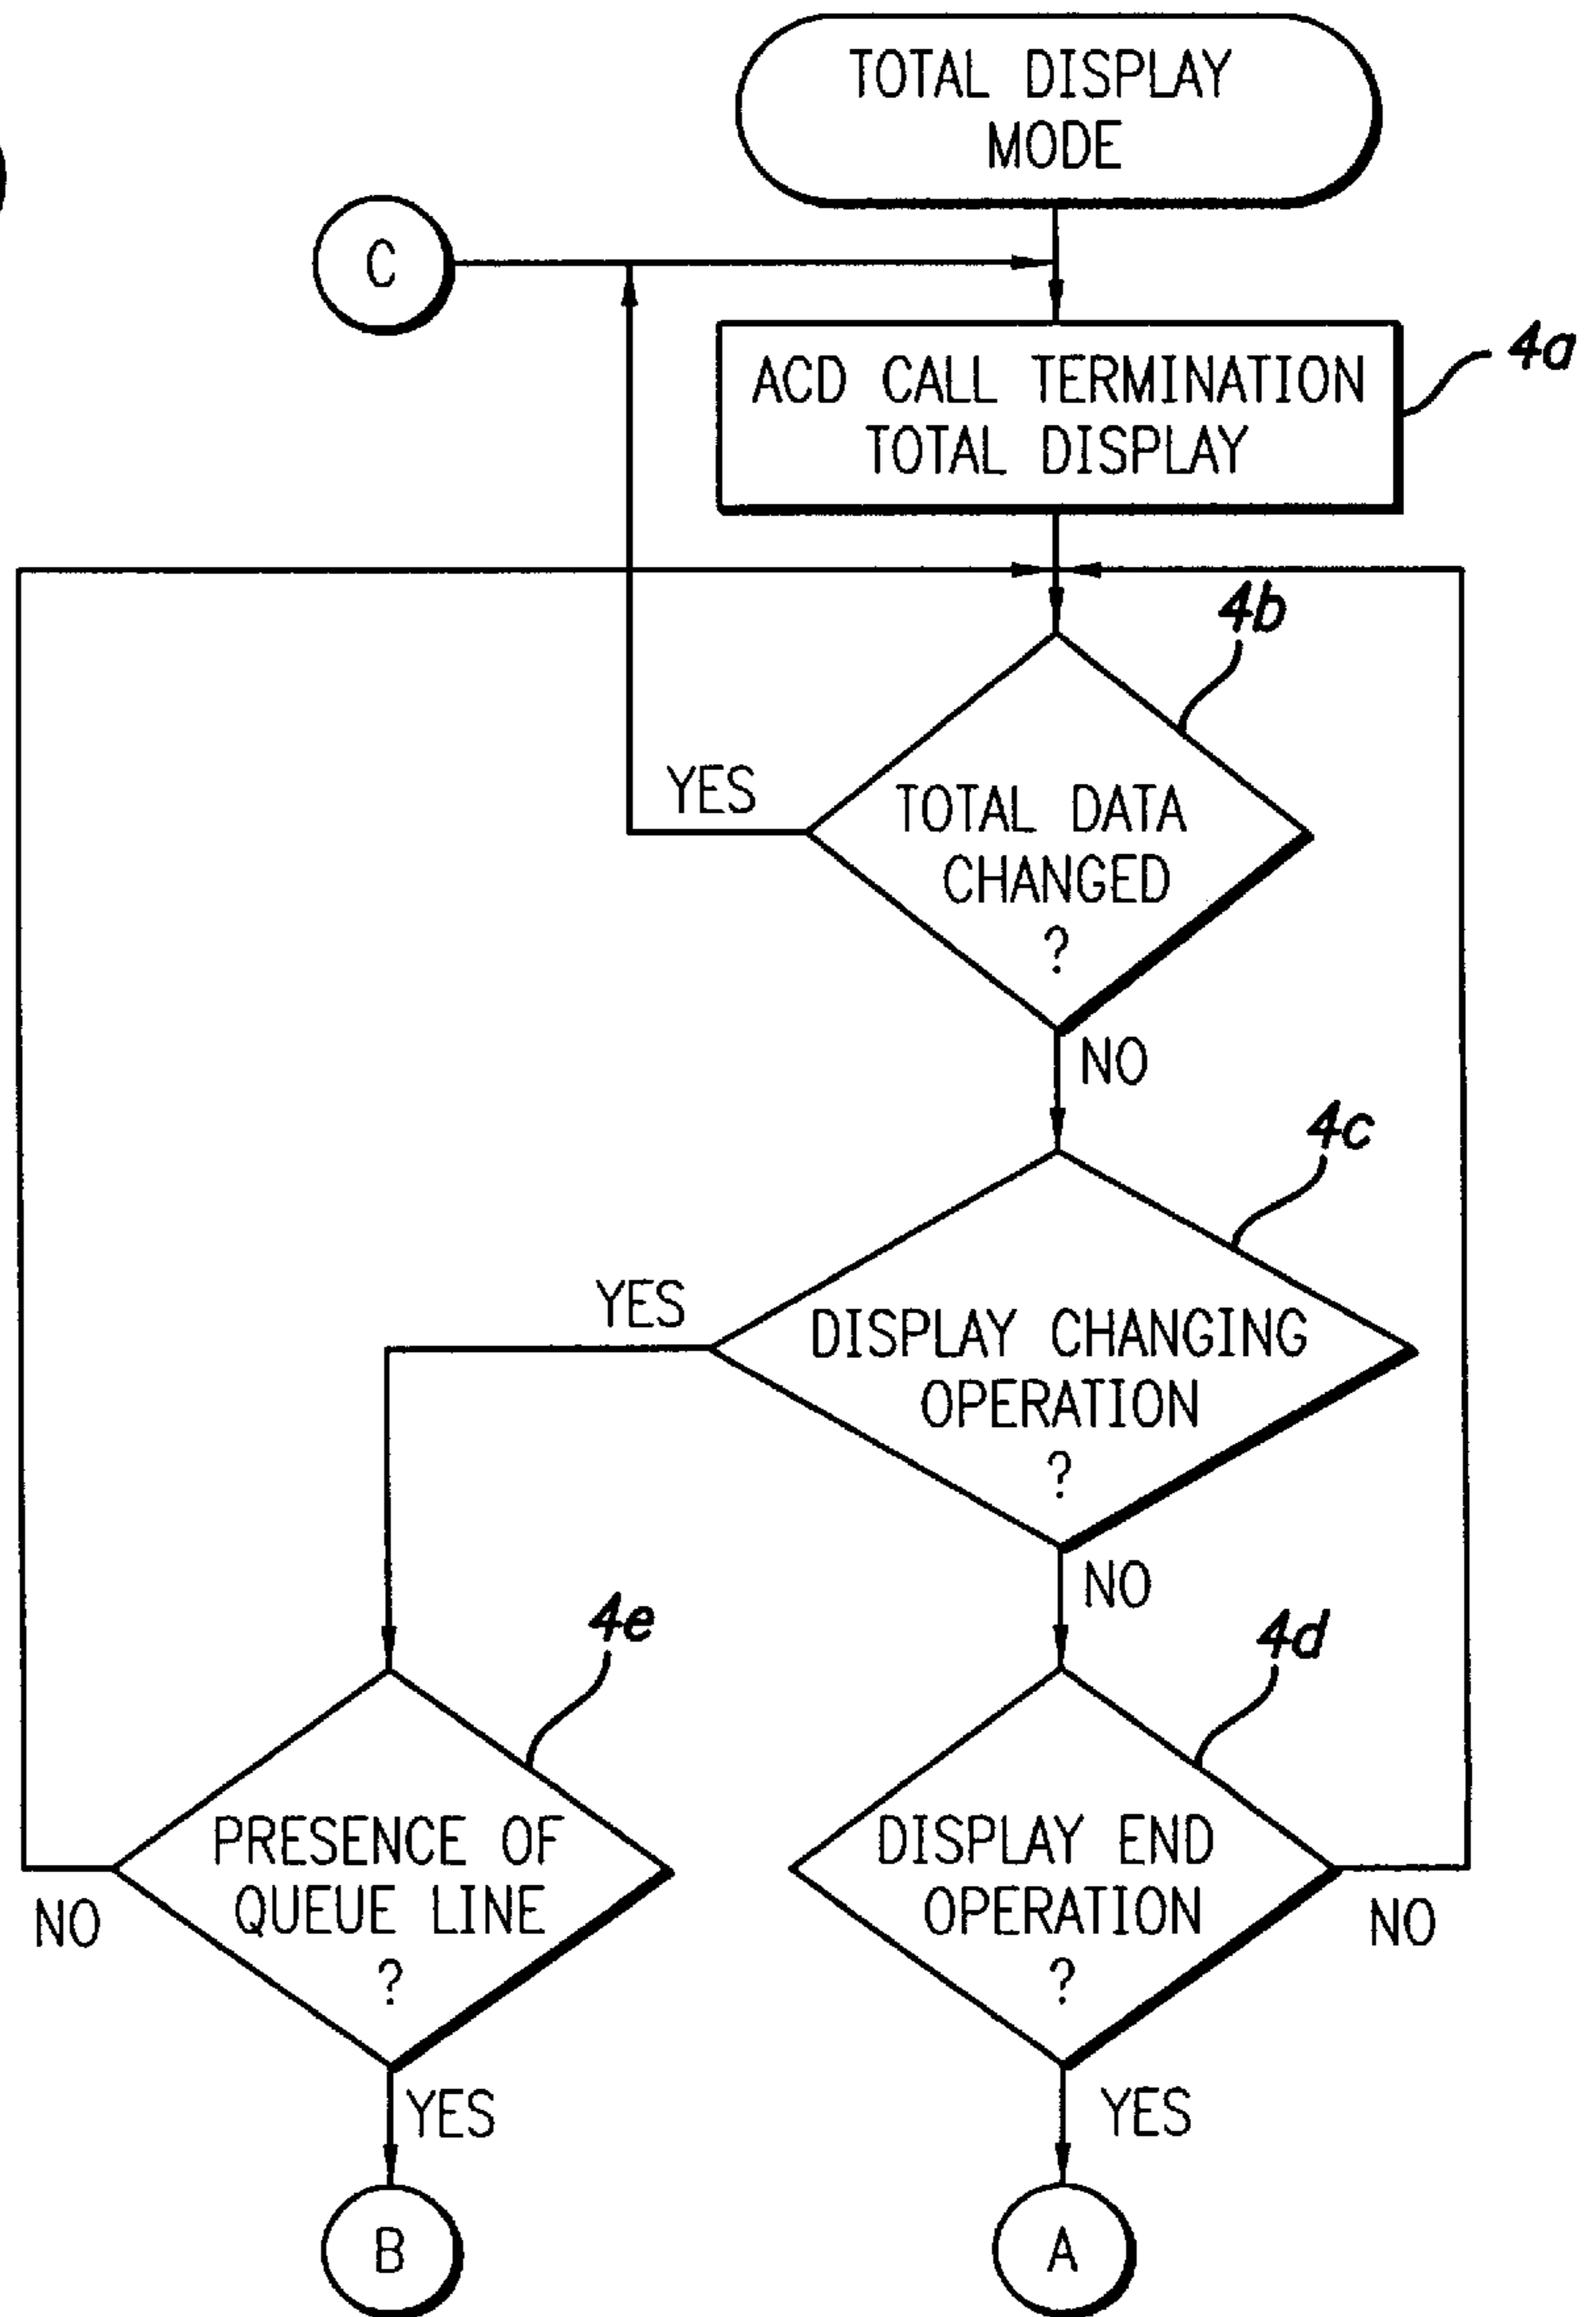 TOTAL DISPLAY
MODE
C
ACD CALL TERMINATION
TOTAL DISPLAY
4a
4b
YES
TOTAL DATA
CHANGED
?
NO
4c
YES
DISPLAY CHANGING
OPERATION
?
NO
4e
4d
PRESENCE OF
QUEUE LINE
?
NO
DISPLAY END
OPERATION
?
NO
YES
YES
B
A